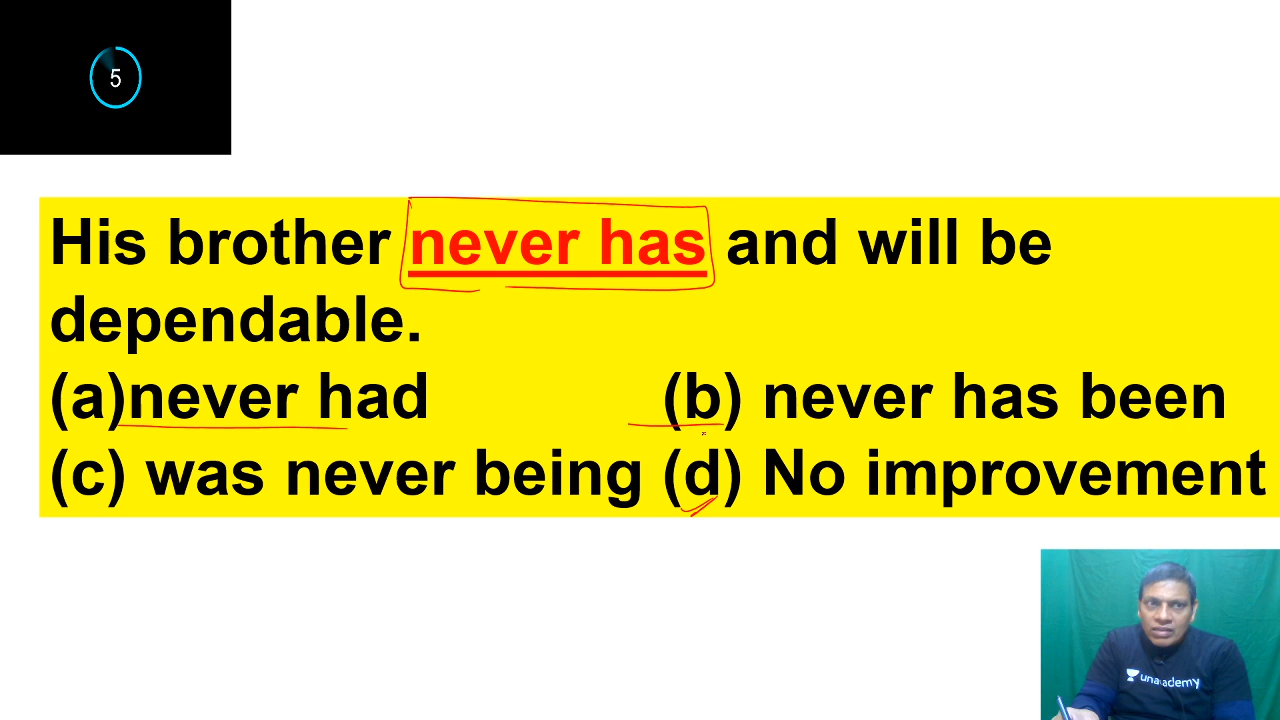 5
His brother never has and will be
dependable.
(a)never had (b) never has been
(c) was never being (d) No improvement
unacademy